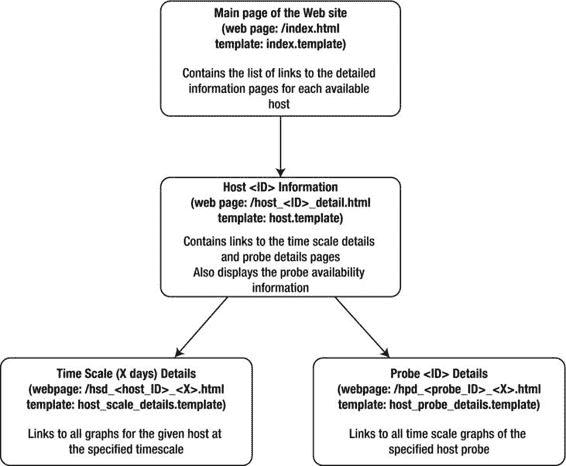 Main page of the Web site
(web page: /index.html
template: index.template)
Contains the list of links to the detailed
information pages for each available
host
Host <ID> Information
(web page: /host_<ID>_detail.html
template: host.template)
Contains links to the time scale details
and probe details pages
Also displays the probe availability
information
Time Scale (X days) Details
(webpage: /hsd_<host_ID>_<X>.html
template: host_scale_details.template)
Links to all graphs for the given host at
the specified timescale
Probe <ID> Details
(webpage: /hpd_<probe_ID>_<X>.html
template: host_probe_details.template)
Links to all time scale graphs of the
specified host probe